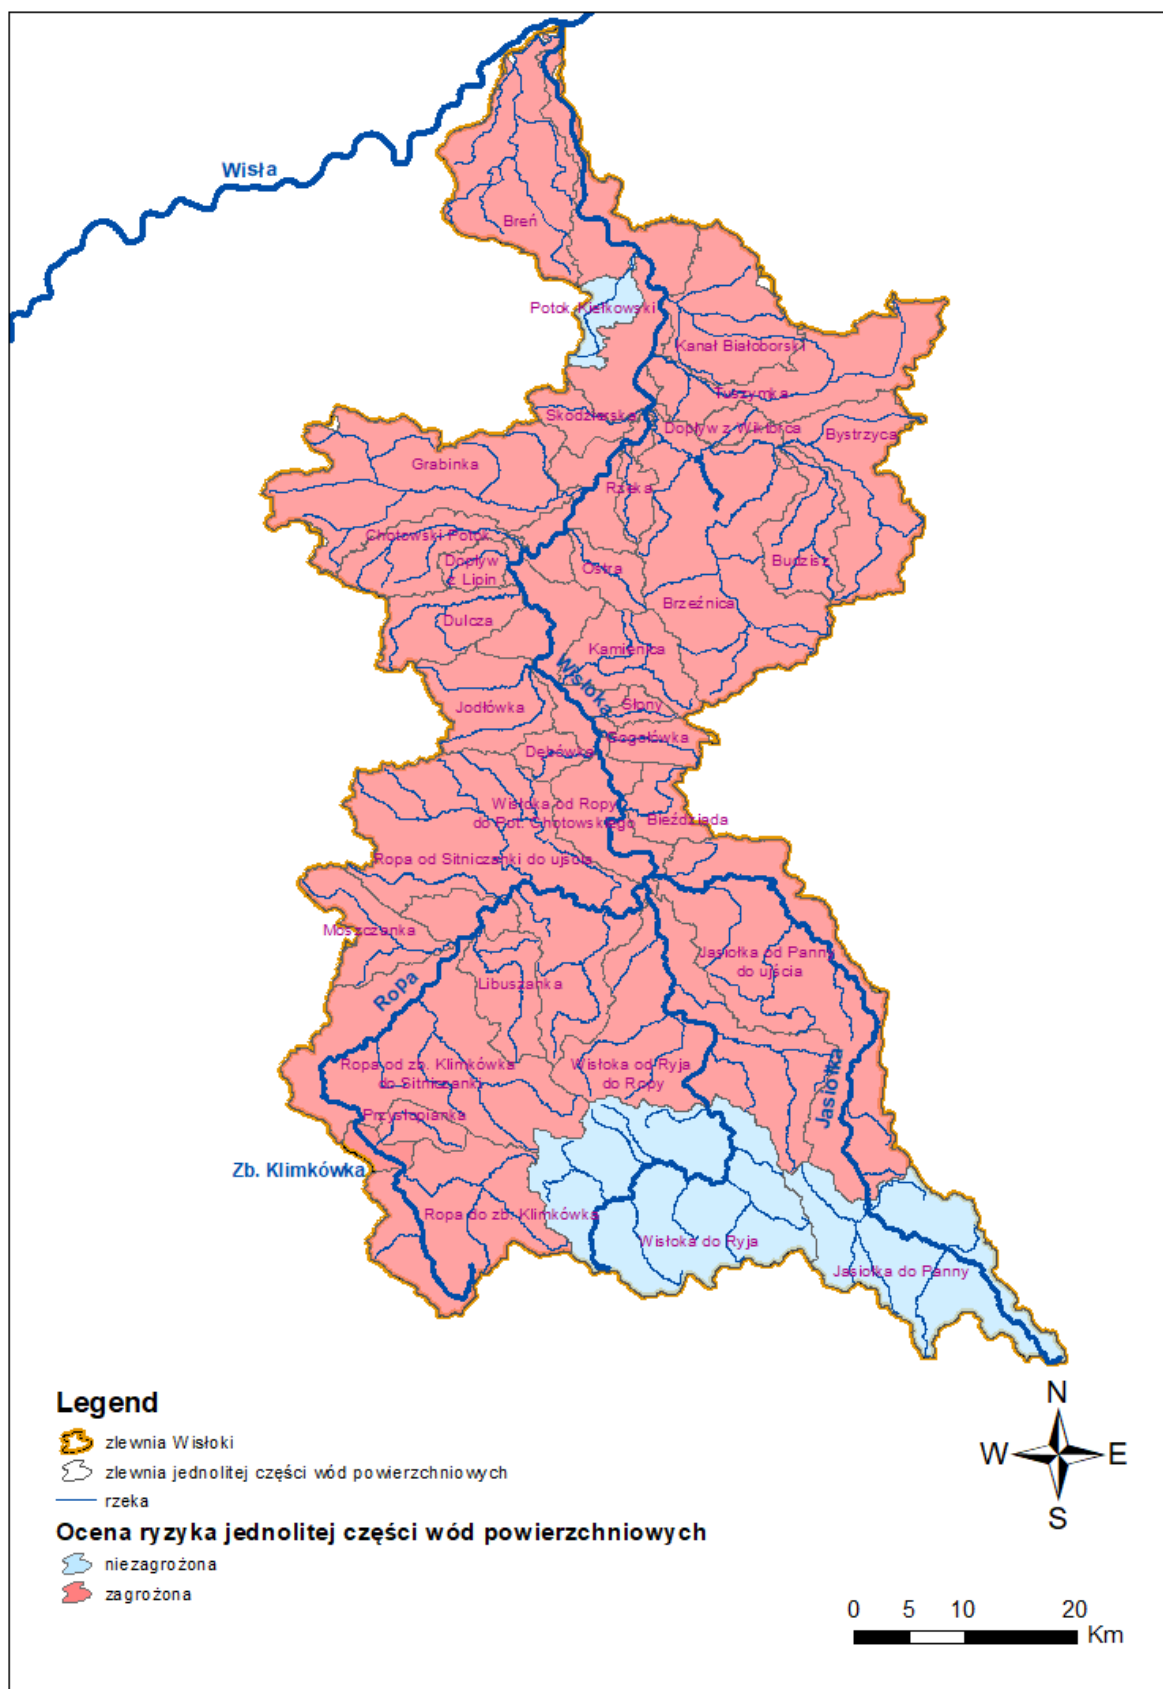 Wisła
Breń
Potok Kiełkowski
Kanał Białoborski
Tuszymka
Skodzierska
Dopływ z Wiktorca
Bystrzyca
Grabinka
Rzeka
Chotowski Potok
Dopływ
z Lipin
Ostra
Budzisz
Brzeźnica
Dulcza
Kamienica
Wisłoka
Słony
Jodłówka
Gogołówka
Dębówka
Wisłoka od Ropy
do Pot. Chotowskiego
Bieździada
Ropa od Sitniczanki do ujścia
Moszczanka
Jasiołka od Panny
do ujścia
Libuszanka
Ropa
Ropa od zb. Klimkówka
do Sitniczanki
Wisłoka od Ryja
do Ropy
Jasiołka
Przysłopianka
Zb. Klimkówka
Ropa do zb. Klimkówka
Wisłoka do Ryja
Jasiołka do Panny
Legend
zlewnia Wisłoki
zlewnia jednolitej części wód powierzchniowych
rzeka
Ocena ryzyka jednolitej części wód powierzchniowych
niezagrożona
zagrożona
N
W E
S
0 5 10 20
Km